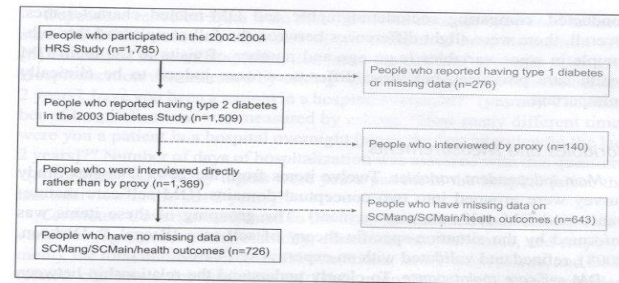 People who participated in the 2002-2004
HRS Study (n=1,785)
People who reported having type 1 diabetes
or missing data (n=276)
People who reported having type 2 diabetes
in the 2003 Diabetes Study (n=1,509)
People who interviewed by proxy (n=140)
People who were interviewed directly
rather than by proxy (n=1,369)
People who have missing data on
SCMang/SCMain/health outcomes (n=643)
People who have no missing data on
SCMang/SCMain/health outcomes (n=726)